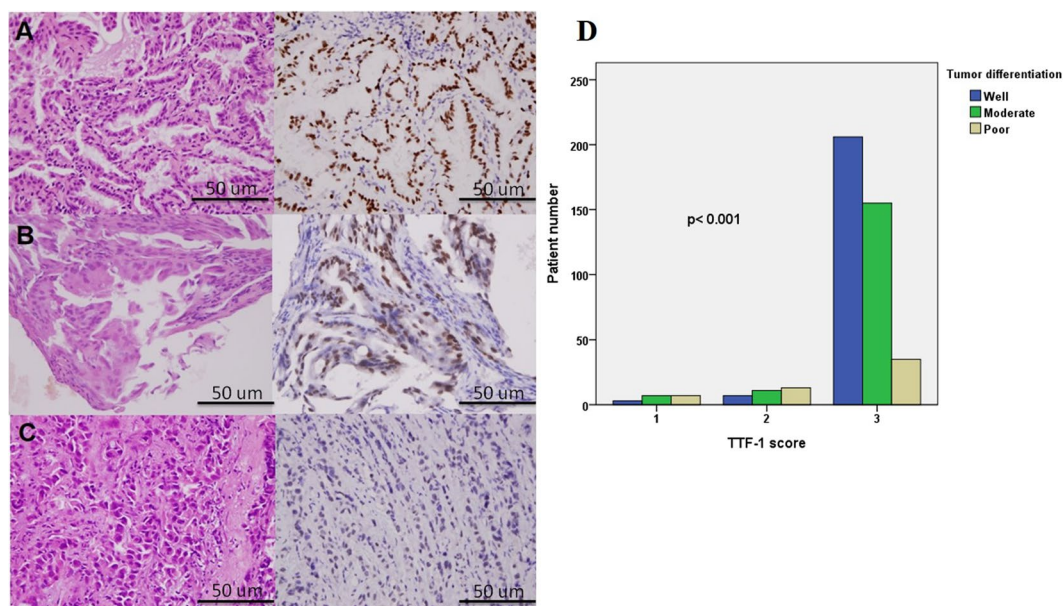 A
50 um
50 um
B
50 um
50 um
C
50 um
50 um
D
Tumor differentiation
Well
Moderate
Poor
250
200
150
100
50
0
Patient number
p< 0.001
1
2
3
TTF-1 score